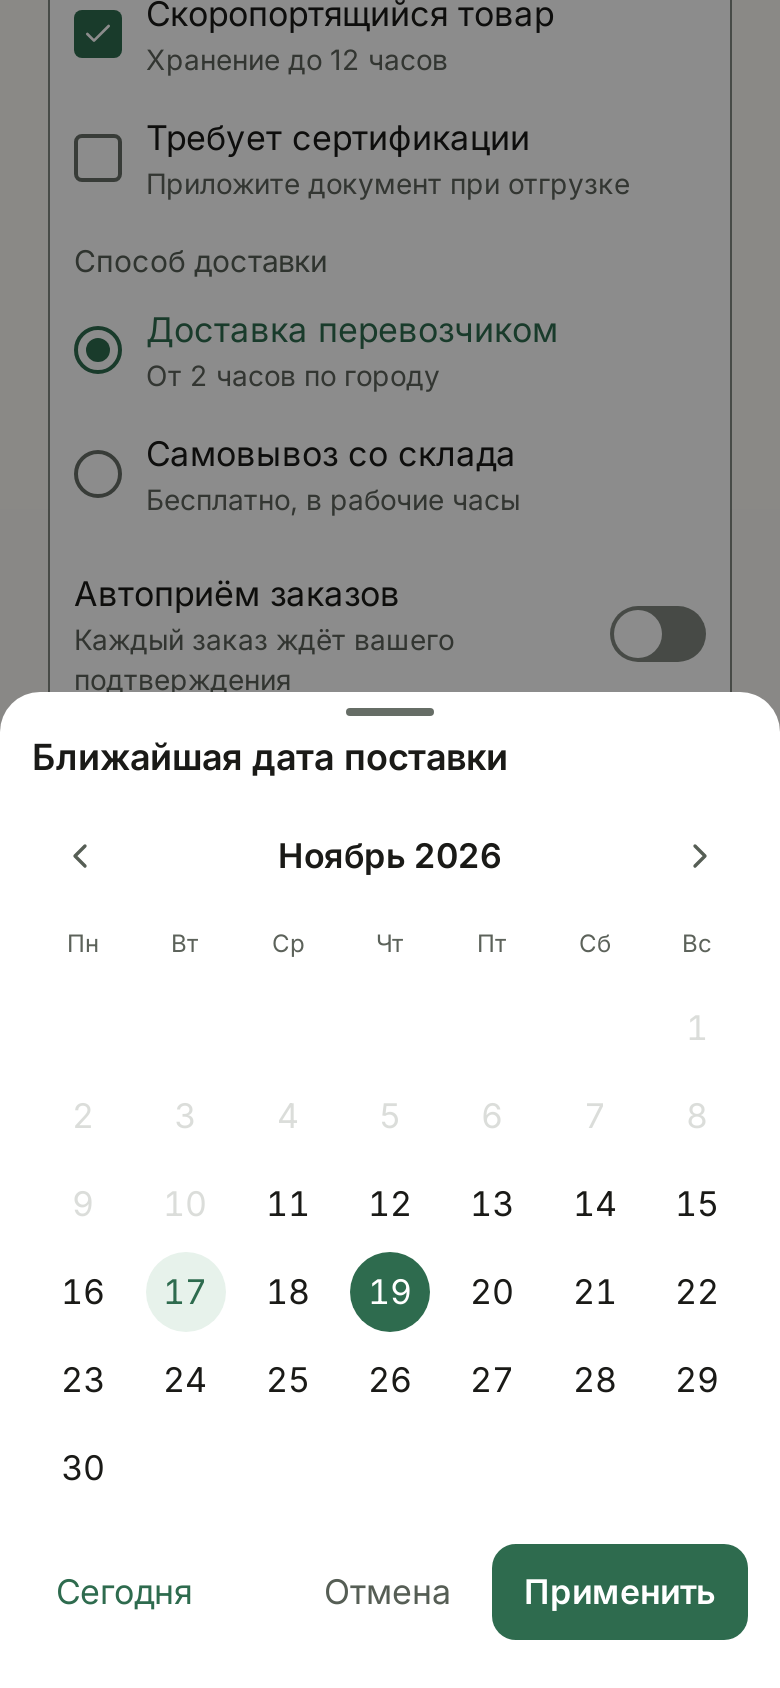 Скоропортящийся товар
Хранение до 12 часов
Требует сертификации
Приложите документ при отгрузке
Способ доставки
Доставка перевозчиком
От 2 часов по городу
Самовывоз со склада
Бесплатно, в рабочие часы
Автоприём заказов
Каждый заказ ждёт вашего
подтверждения
Ближайшая дата поставки
Ноябрь 2026
Пн Вт Ср Чт Пт Сб Вс
1
2 3 4 5 6 7 8
9 10 11 12 13 14 15
16 17 18 19 20 21 22
23 24 25 26 27 28 29
30
Сегодня Отмена Применить